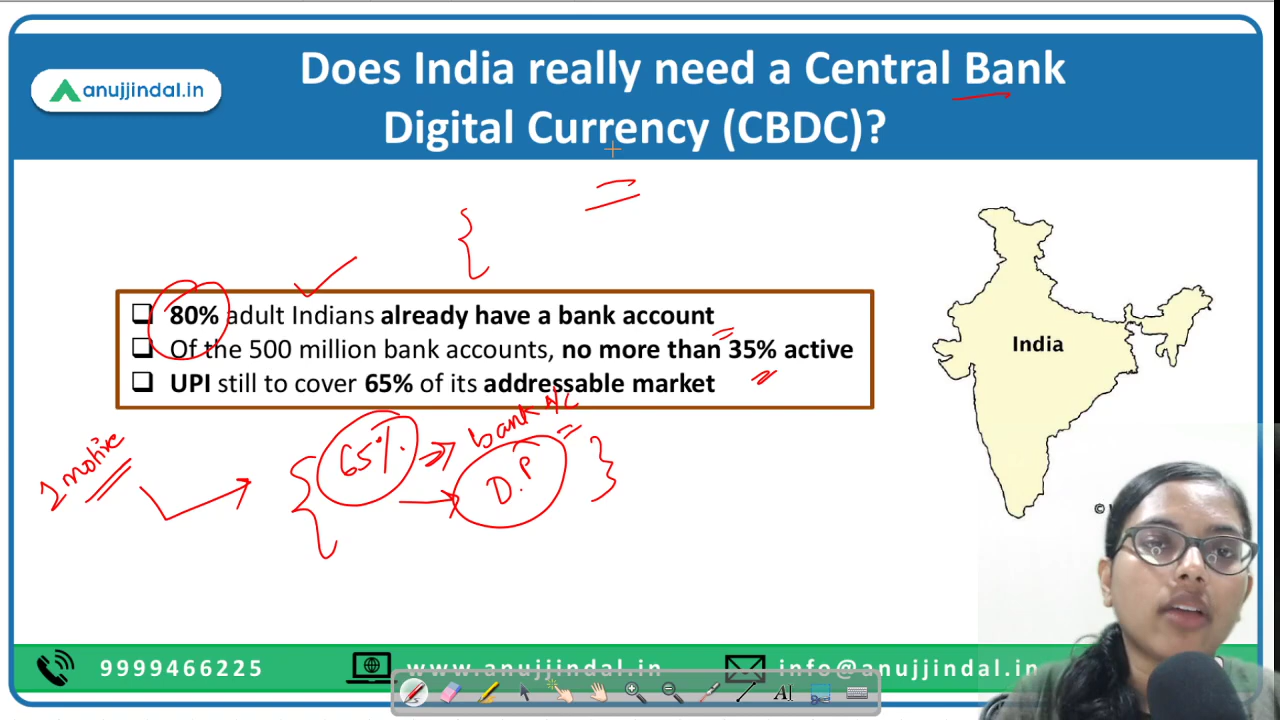 Does India really need a Central Bank
anujjindal.in
Digital Currency (CBDC)?
80% adult Indians already have a bank account
Of the 500 million bank accounts, no more than 35% active
UPI still to cover 65% of its addressable market
India
bank A/c
65%
D.P
motive
©
9999466225
www.anujjindal.in
info@anujjindal.in